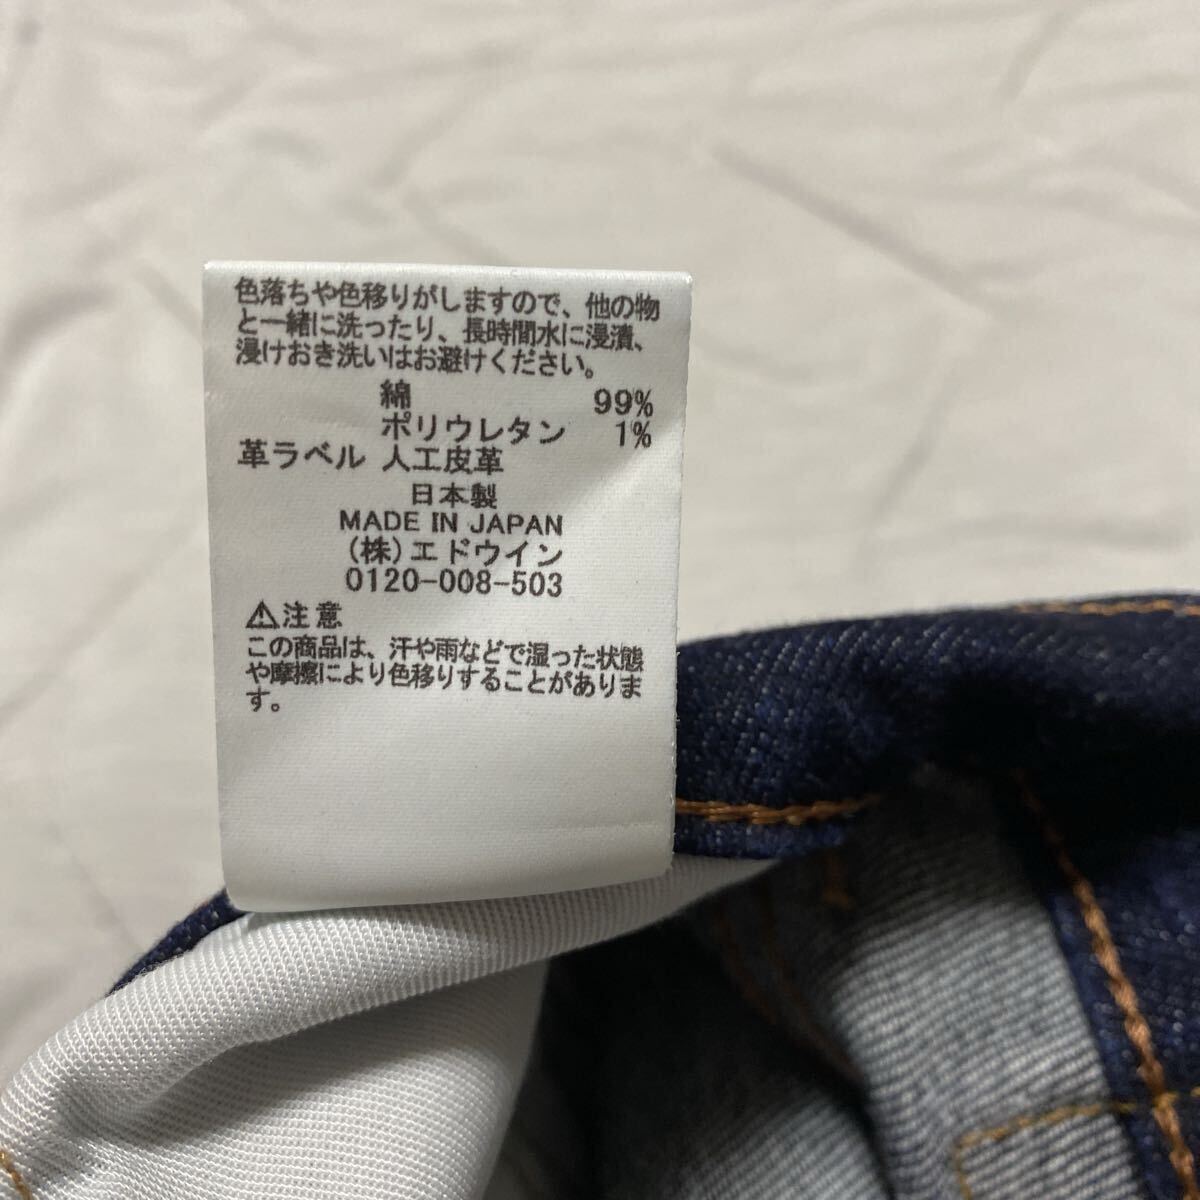 色落ちや色移りがしますので、他の物
と一緒に洗ったり、長時間水に浸漬、
浸けおき洗いはお避けください。
綿 99%
ポリウレタン 1%
革ラベル 人工皮革
日本製
MADE IN JAPAN
(株)エドウイン
0120-008-503
⚠注意
この商品は、汗や雨などで湿った状態
や摩擦により色移りすることがありま
す。